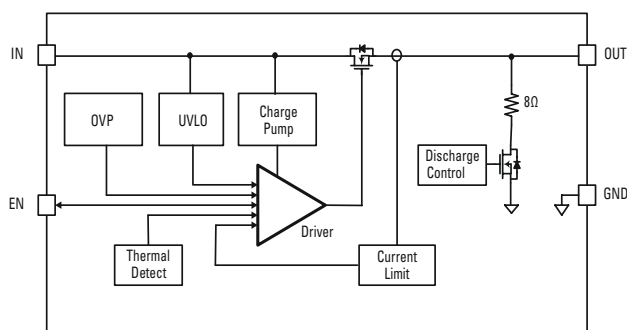 IN
OUT
8Ω
OVP
UVLO
Charge
Pump
Discharge
Control
EN
GND
Driver
Thermal
Detect
Current
Limit